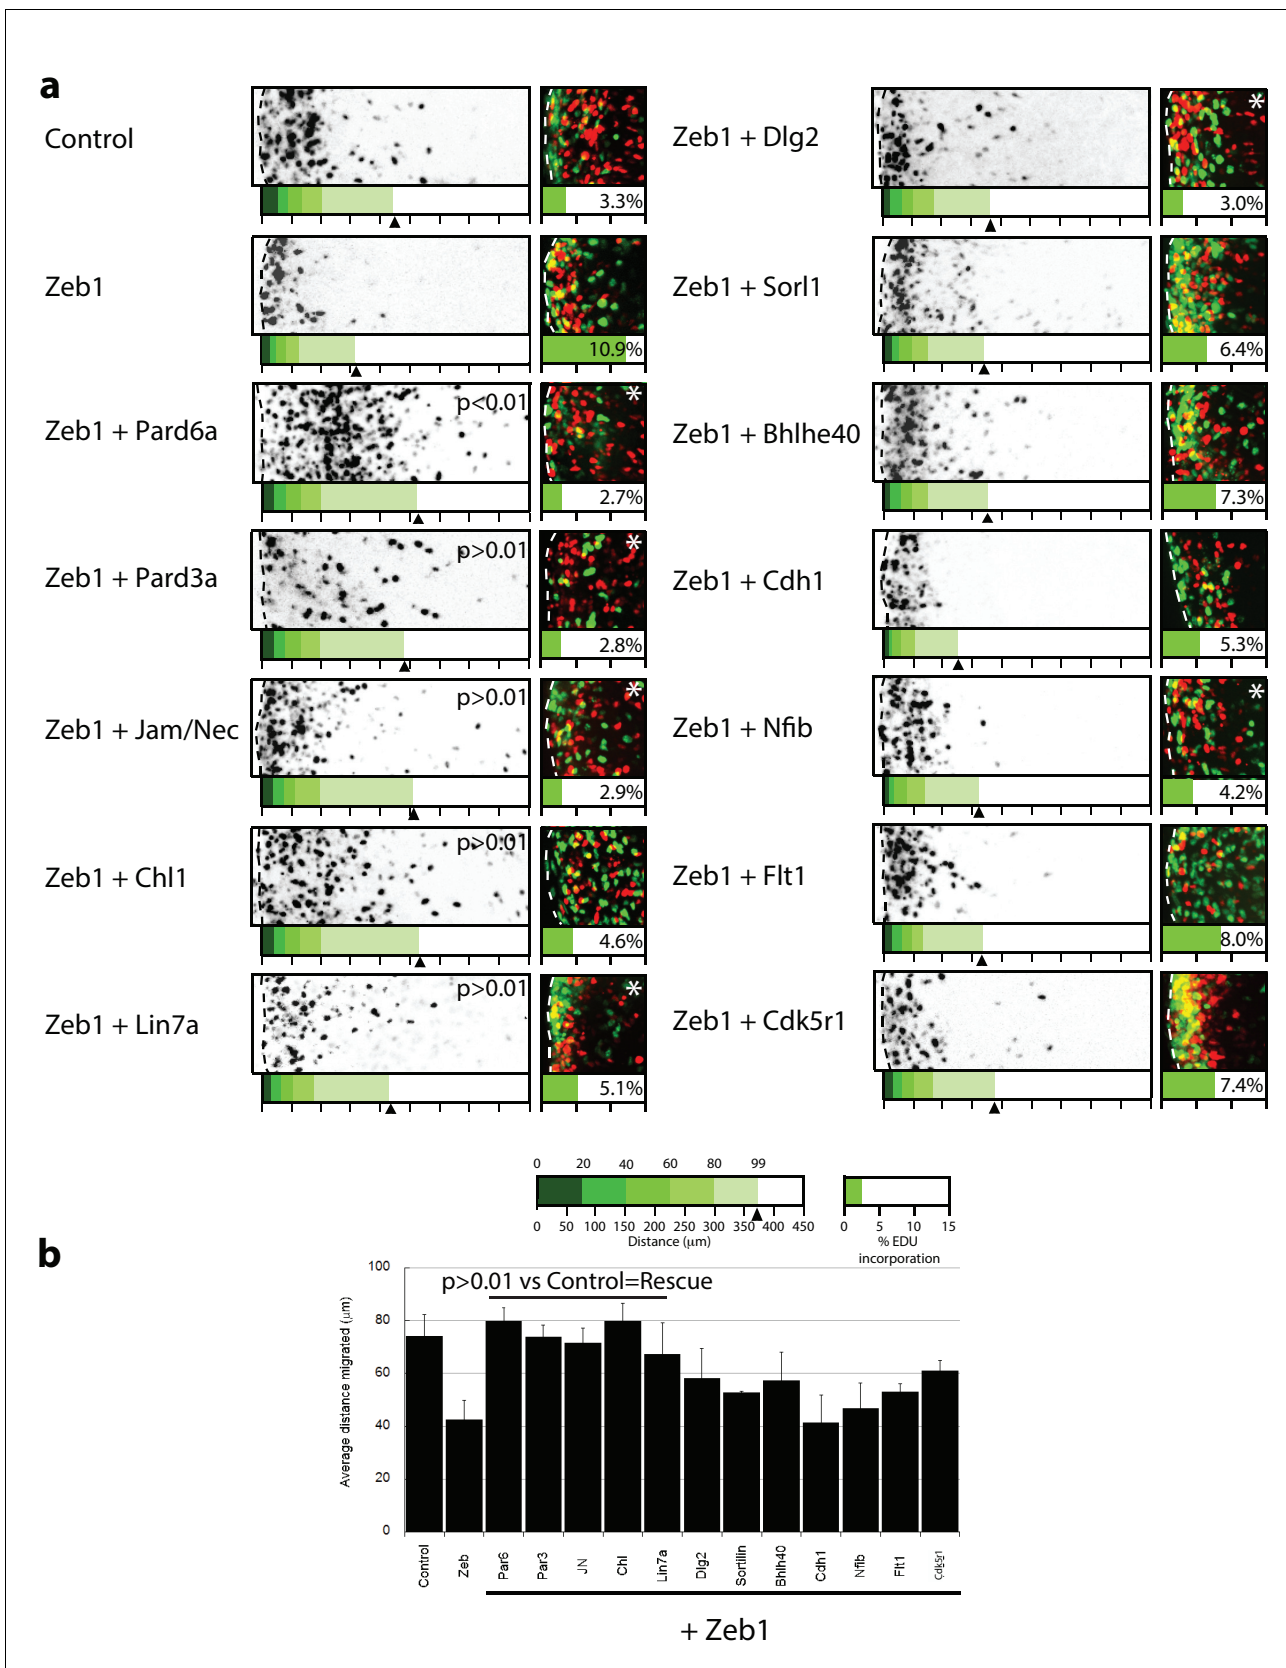 a
Control
3.3%
Zeb1 + Dlg2
*
3.0%
Zeb1
10.9%
Zeb1 + Sorl1
6.4%
Zeb1 + Pard6a
p<0.01
*
2.7%
Zeb1 + Bhlhe40
7.3%
Zeb1 + Pard3a
p>0.01
*
2.8%
Zeb1 + Cdh1
5.3%
Zeb1 + Jam/Nec
p>0.01
*
2.9%
Zeb1 + Nfib
*
4.2%
Zeb1 + Chl1
p>0.01
4.6%
Zeb1 + Flt1
8.0%
Zeb1 + Lin7a
p>0.01
*
5.1%
Zeb1 + Cdk5r1
7.4%
0 20 40 60 80 99
0 50 100 150 200 250 300 350 400 450
Distance (μm)
0 5 10 15
% EDU
incorporation
b
100
80
60
40
20
0
Average distance migrated (μm)
p>0.01 vs Control=Rescue
Control
Zeb
Par6
Par3
JN
Chl
Lin7a
Dlg2
Sortilin
Bhlh40
Cdh1
Nfib
Flt1
Cdk5r1
+ Zeb1